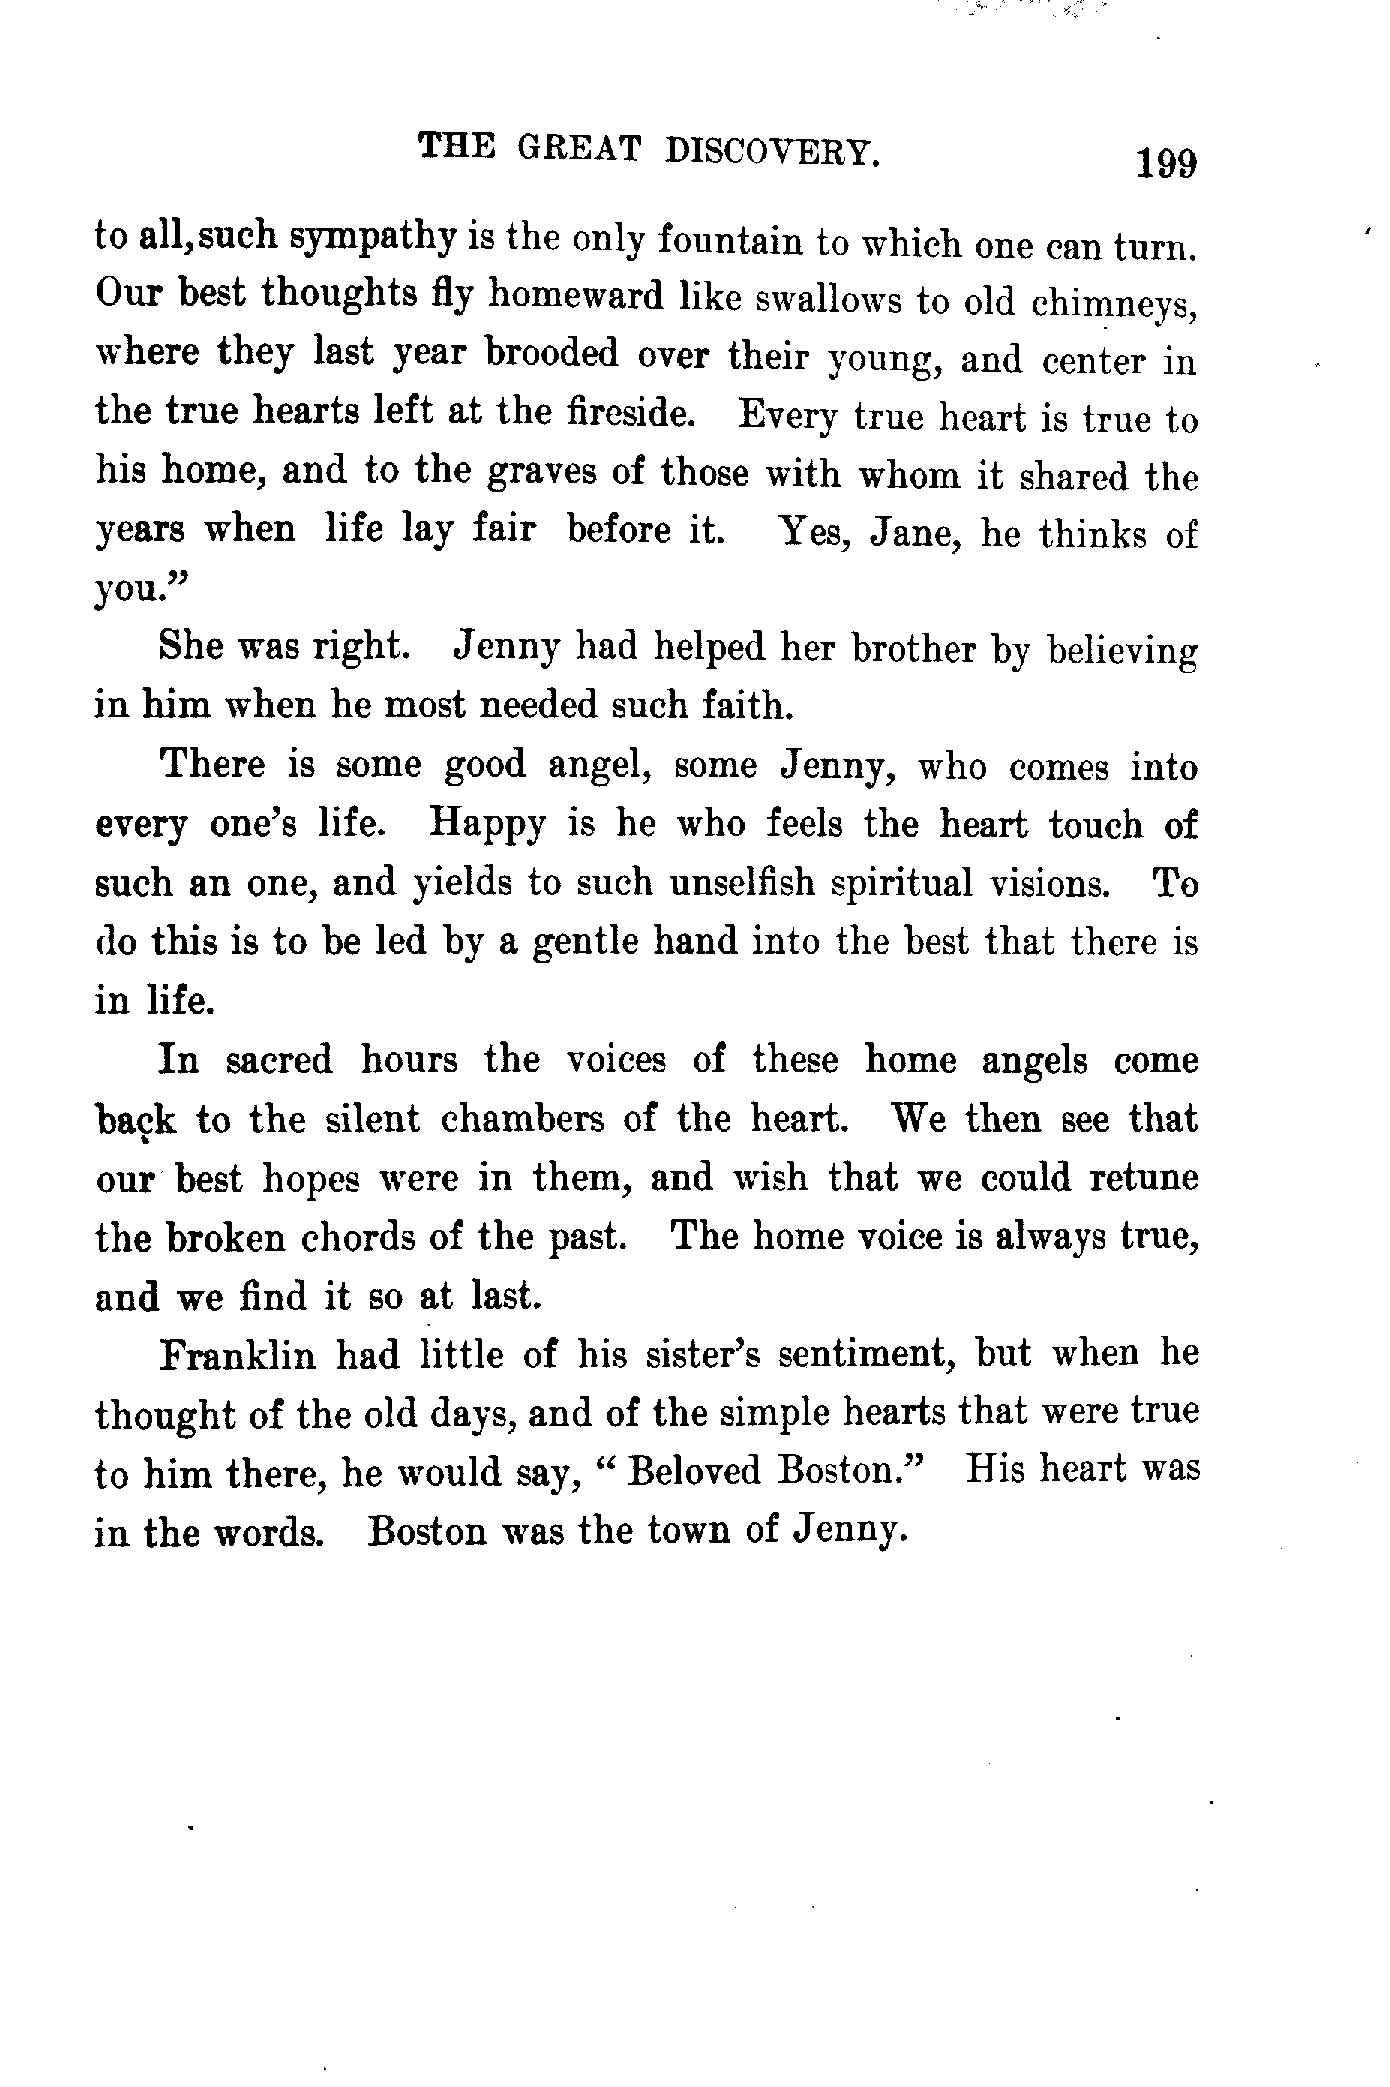 THE GREAT DISCOVERY. 199
to all, such sympathy is the only fountain to which one can turn.
Our best thoughts fly homeward like swallows to old chimneys,
where they last year brooded over their young, and center in
the true hearts left at the fireside. Every true heart is true to
his home, and to the graves of those with whom it shared the
years when life lay fair before it. Yes, Jane, he thinks of
you.”
She was right. Jenny had helped her brother by believing
in him when he most needed such faith.
There is some good angel, some Jenny, who comes into
every one’s life. Happy is he who feels the heart touch of
such an one, and yields to such unselfish spiritual visions. To
do this is to be led by a gentle hand into the best that there is
in life.
In sacred hours the voices of these home angels come
back to the silent chambers of the heart. We then see that
our best hopes were in them, and wish that we could retune
the broken chords of the past. The home voice is always true,
and we find it so at last.
Franklin had little of his sister’s sentiment, but when he
thought of the old days, and of the simple hearts that were true
to him there, he would say, “ Beloved Boston.” His heart was
in the words. Boston was the town of Jenny.